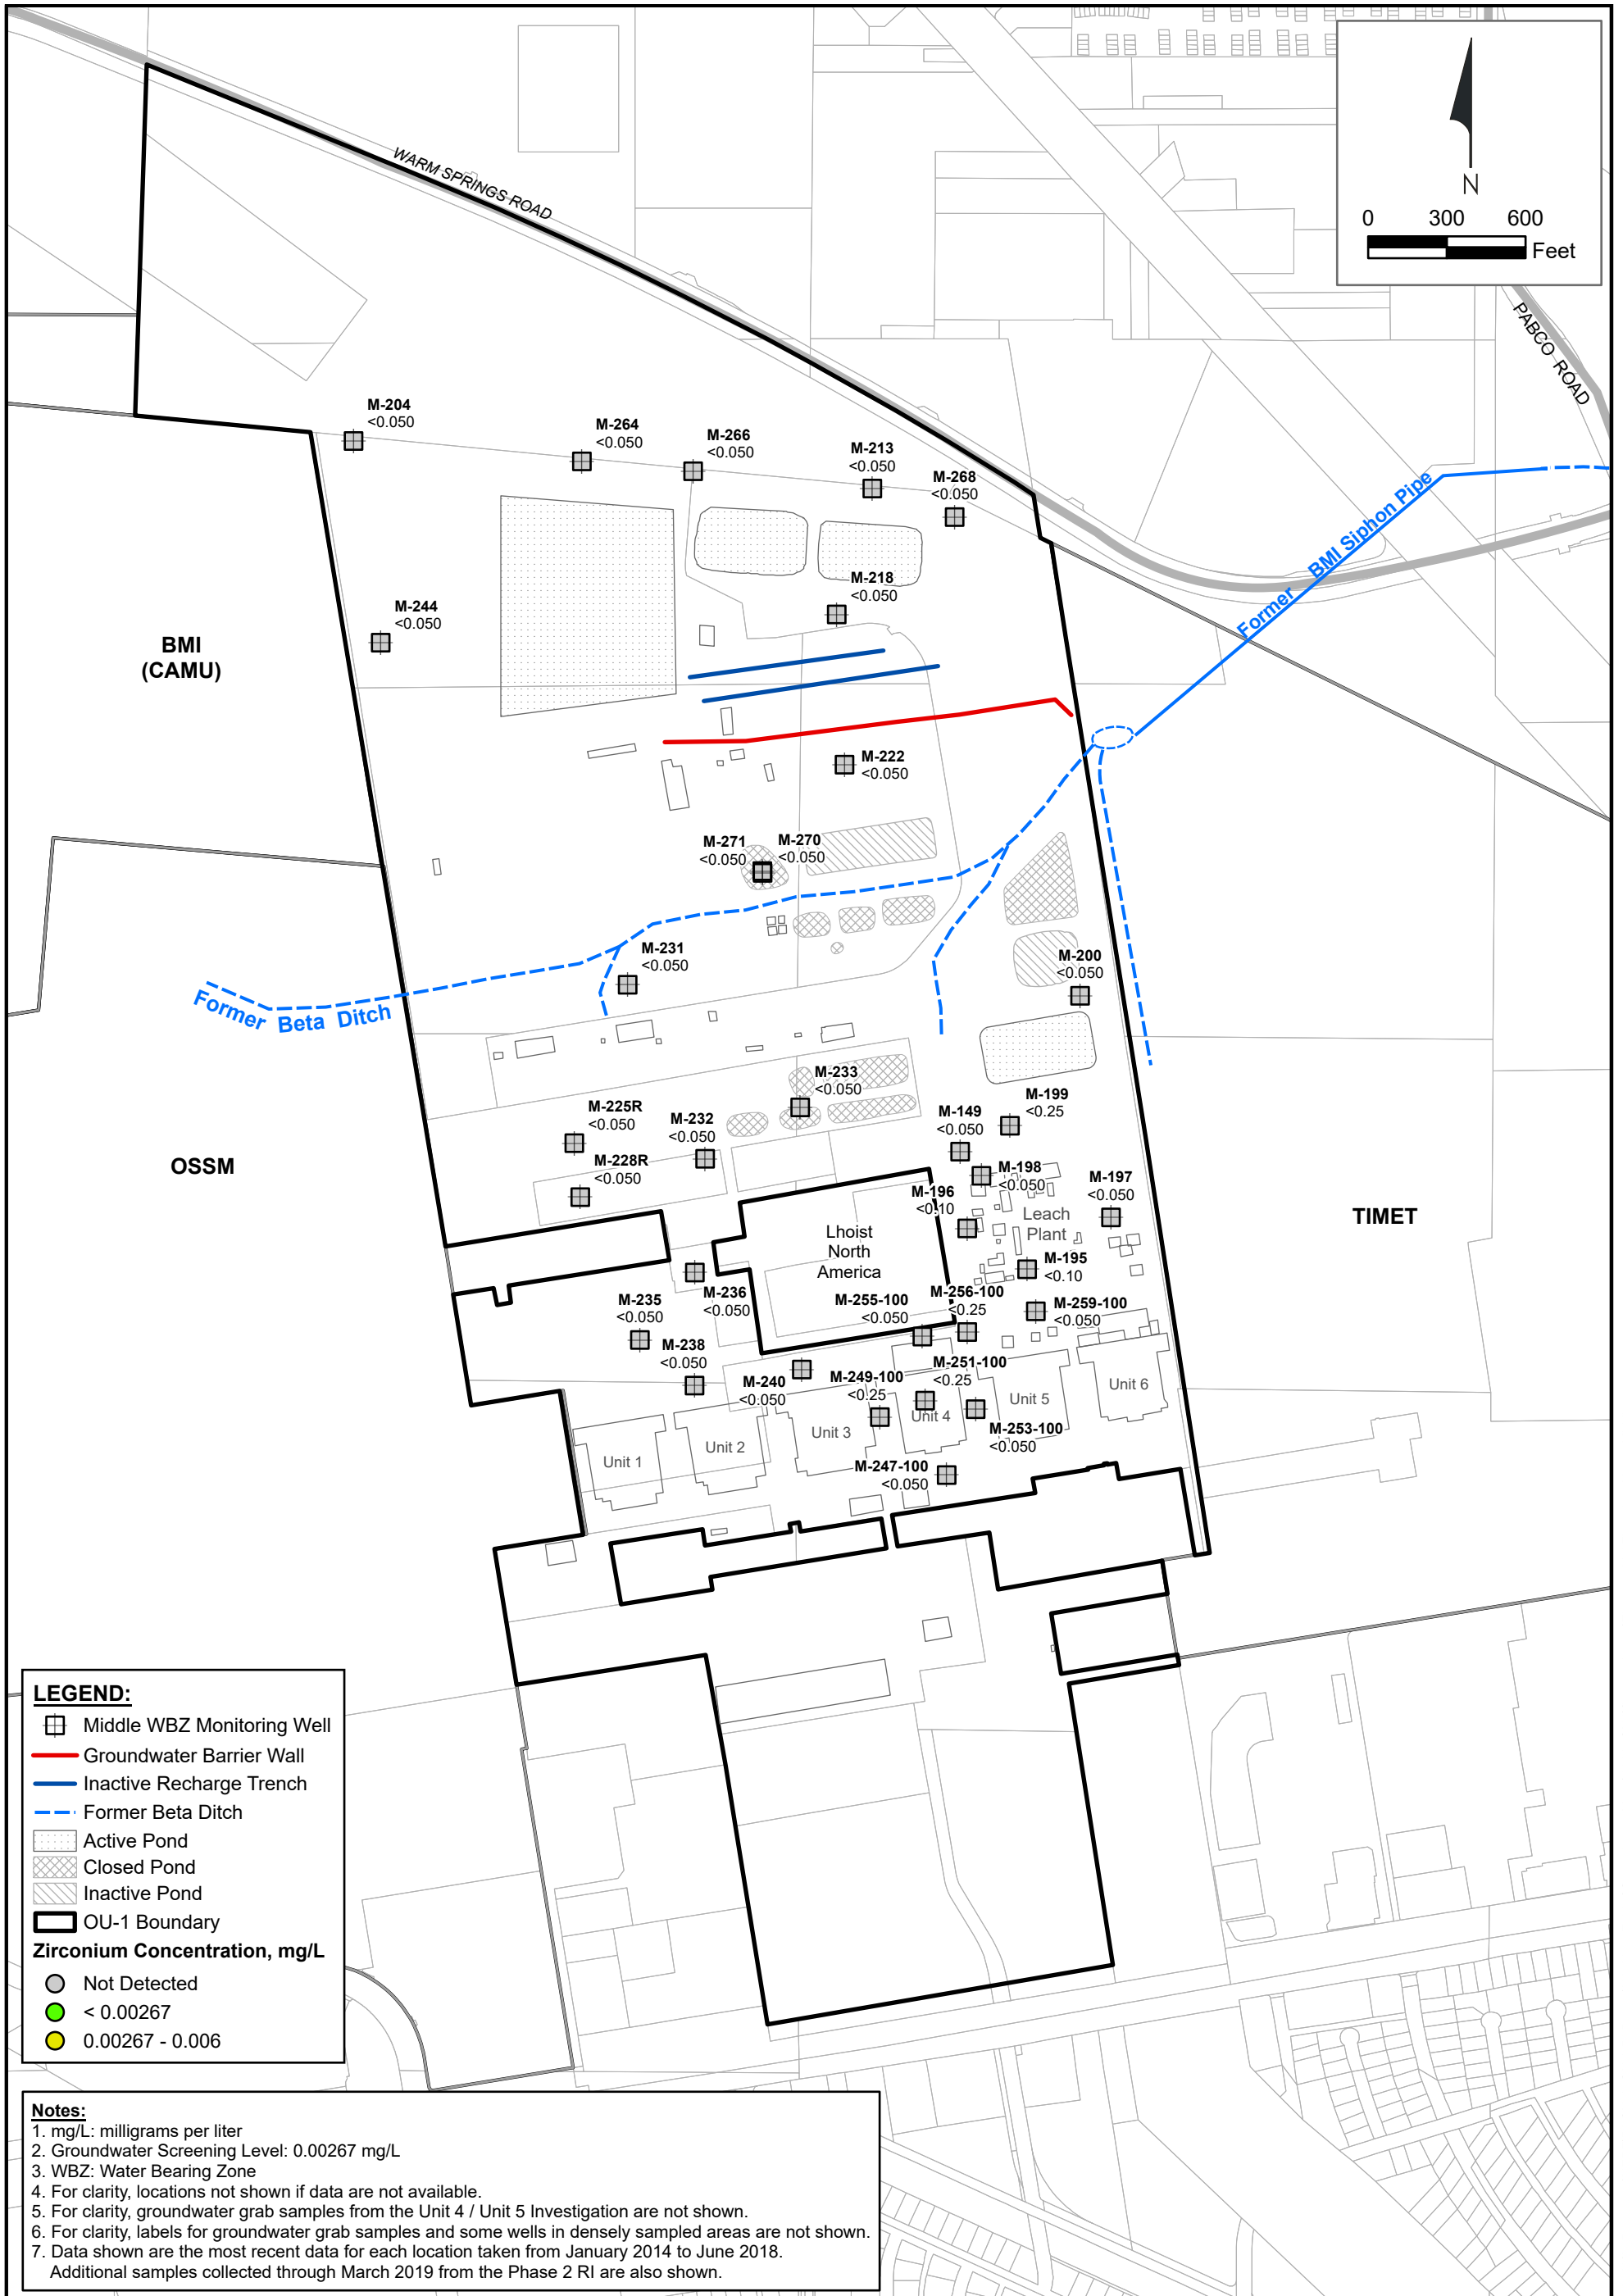 WARM SPRINGS ROAD
N
0 300 600
Feet
PABCO ROAD
M-204
<0.050
M-264
<0.050
M-266
<0.050
M-213
<0.050
M-268
<0.050
Former BMI Siphon Pipe
M-218
<0.050
M-244
<0.050
BMI
(CAMU)
M-222
<0.050
M-271
<0.050
M-270
<0.050
M-231
<0.050
M-200
<0.050
Former Beta Ditch
M-233
<0.050
M-199
<0.25
M-225R
<0.050
M-232
<0.050
M-149
<0.050
OSSM
M-228R
<0.050
M-198
<0.050
M-197
<0.050
M-196
<0.10
Leach
Plant
TIMET
Lhoist
North
America
M-195
<0.10
M-236
<0.050
M-235
<0.050
M-255-100
<0.050
M-256-100
<0.25
M-259-100
<0.050
M-238
<0.050
M-240
<0.050
M-249-100
<0.25
M-251-100
<0.25
Unit 6
Unit 5
Unit 4
Unit 3
Unit 2
Unit 1
M-253-100
<0.050
M-247-100
<0.050
LEGEND:
Middle WBZ Monitoring Well
Groundwater Barrier Wall
Inactive Recharge Trench
Former Beta Ditch
Active Pond
Closed Pond
Inactive Pond
OU-1 Boundary
Zirconium Concentration, mg/L
Not Detected
< 0.00267
0.00267 - 0.006
Notes:
1. mg/L: milligrams per liter
2. Groundwater Screening Level: 0.00267 mg/L
3. WBZ: Water Bearing Zone
4. For clarity, locations not shown if data are not available.
5. For clarity, groundwater grab samples from the Unit 4 / Unit 5 Investigation are not shown.
6. For clarity, labels for groundwater grab samples and some wells in densely sampled areas are not shown.
7. Data shown are the most recent data for each location taken from January 2014 to June 2018.
Additional samples collected through March 2019 from the Phase 2 RI are also shown.